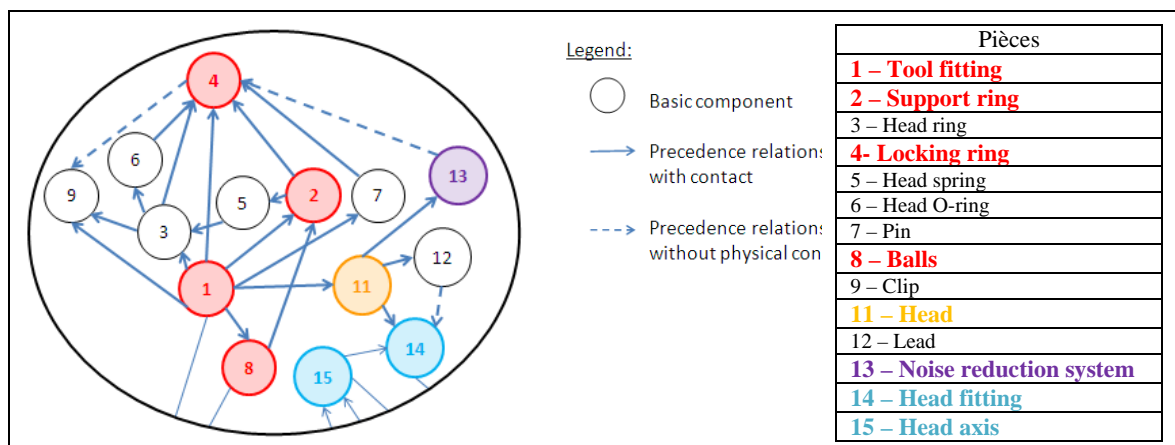 4
6
9
5
2
7
13
3
12
1
11
14
8
15
Legend:
Basic component
Precedence relation
with contact
Precedence relation
without physical con
Pièces
1 – Tool fitting
2 – Support ring
3 – Head ring
4- Locking ring
5 – Head spring
6 – Head O-ring
7 – Pin
8 – Balls
9 – Clip
11 – Head
12 – Lead
13 – Noise reduction system
14 – Head fitting
15 – Head axis